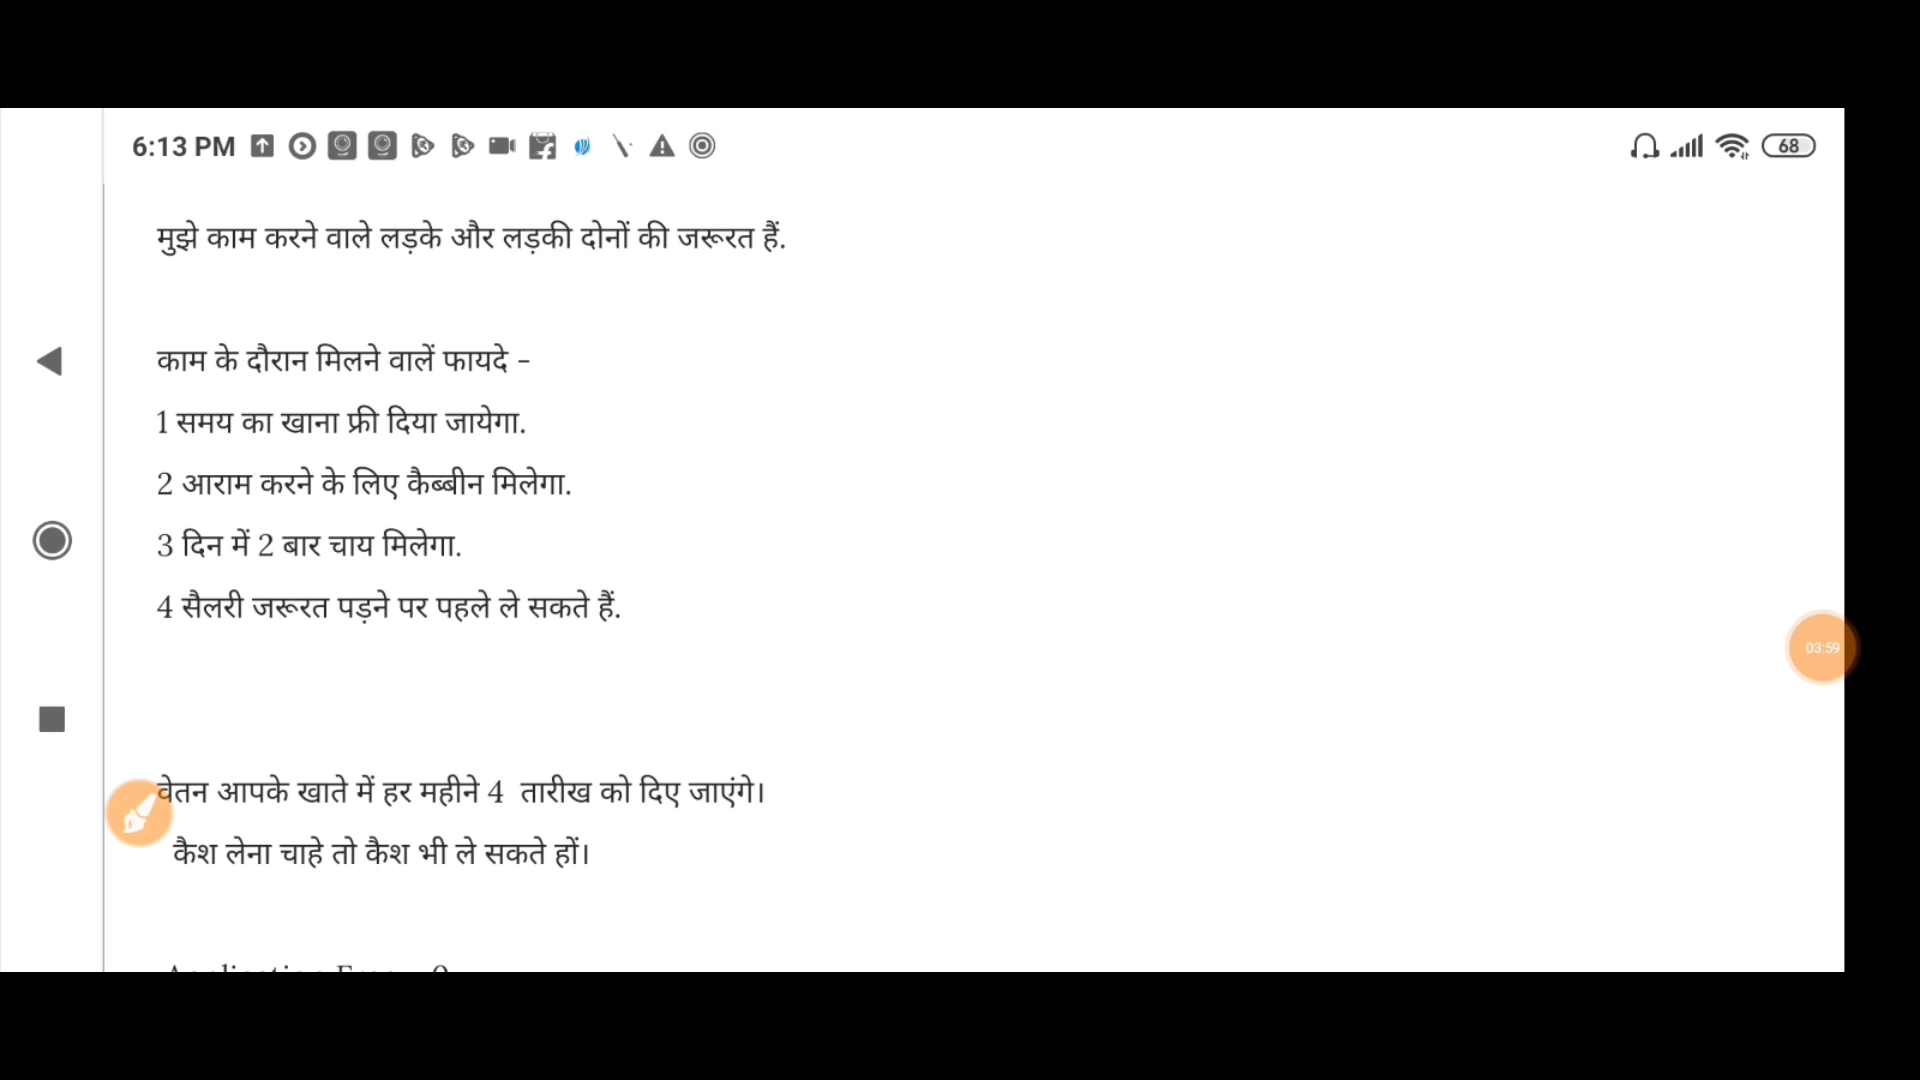 6:13 PM
68
मुझे काम करने वाले लड़के और लड़की दोनों की जरूरत हैं.
काम के दौरान मिलने वालें फायदे -
1 समय का खाना फ्री दिया जायेगा.
2 आराम करने के लिए कैब्बीन मिलेगा.
3 दिन में 2 बार चाय मिलेगा.
4 सैलरी जरूरत पड़ने पर पहले ले सकते हैं.
03:59
वेतन आपके खाते में हर महीने 4 तारीख को दिए जाएंगे।
कैश लेना चाहे तो कैश भी ले सकते हों।